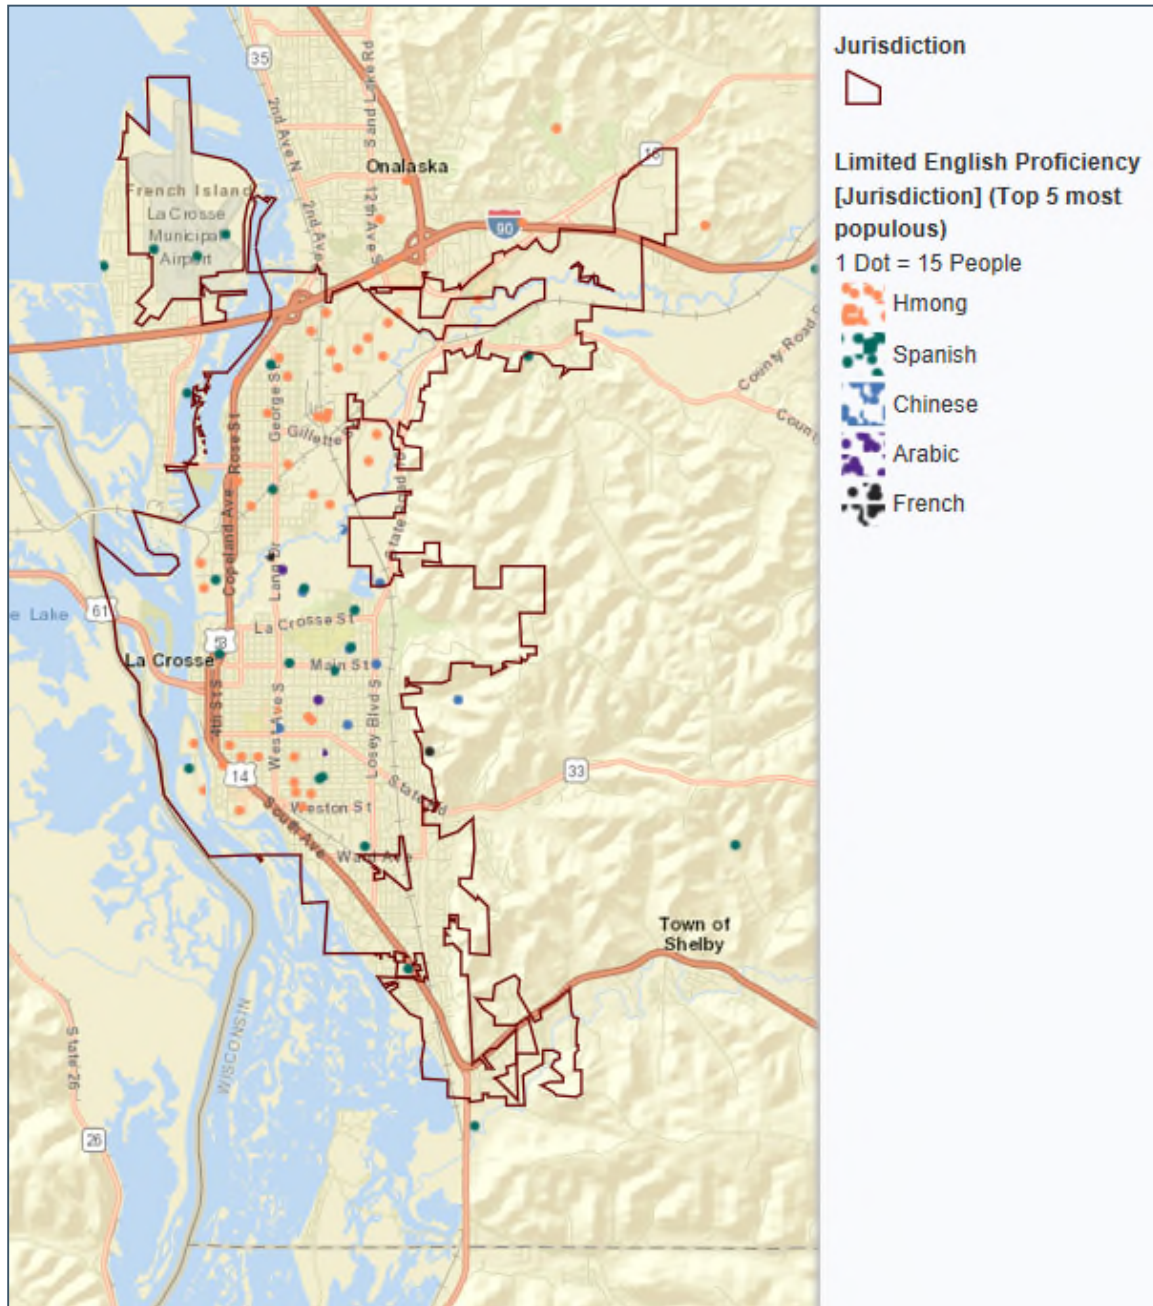 35
Sand Lake Rd
2nd Ave N
Onalaska
16
French Island
La Crosse
Municipal
Airport
2nd Ave
12th Ave S
90
County Road
County
George St
Gillette
Rose St
State Road
Copeland Ave
Lang Dr
61
e Lake
La Crosse St
53
La Crosse
Main St
4th St S
West Ave S
Losey Blvd S
33
14
State Rd
Weston St
South Ave
Ward Ave
Town of
Shelby
State 26
WISCONSIN
26
Jurisdiction
Limited English Proficiency
[Jurisdiction] (Top 5 most
populous)
1 Dot = 15 People
Hmong
Spanish
Chinese
Arabic
French